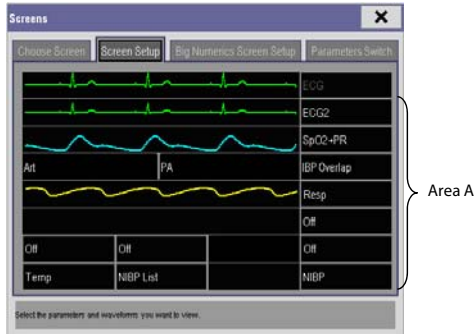 Screens
Choose Screen Screen Setup Big Numerics Screen Setup Parameters Switch
ECG
ECG2
SpO2+PR
Art PA IBP Overlap
Resp
Off
Off Off Off
Temp NIBP List NIBP
Area A
Select the parameters and waveforms you want to view.